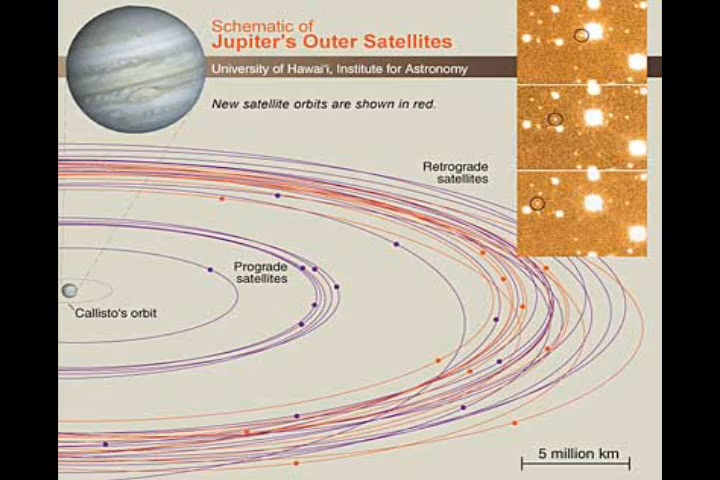 Schematic of
Jupiter's Outer Satellites
University of Hawai'i, Institute for Astronomy
New satellite orbits are shown in red.
Retrograde
satellites
Prograde
satellites
Callisto's orbit
5 million km